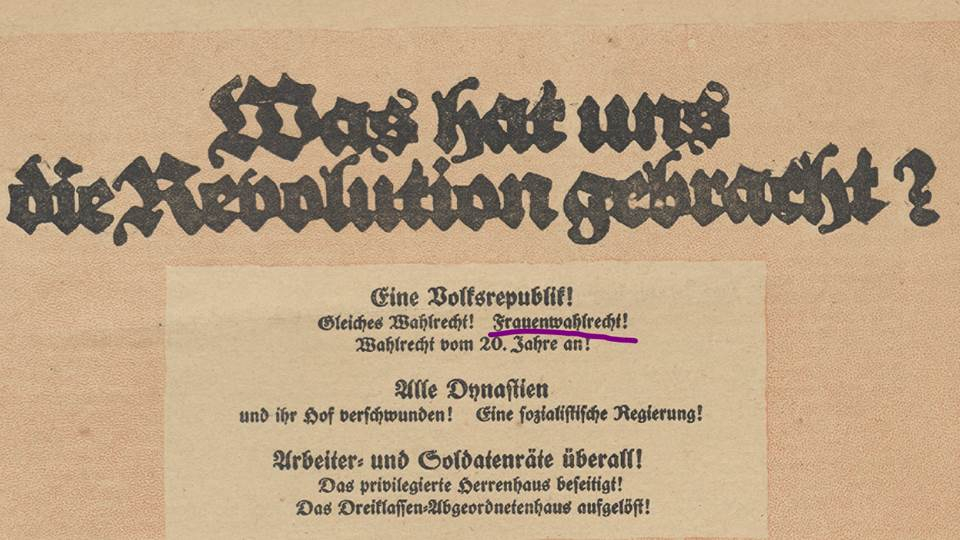 Was hat uns
die Revolution gebracht?
Eine Volksrepublik!
Gleiches Wahlrecht! Frauenwahlrecht!
Wahlrecht vom 20. Jahre an!
Alle Dynastien
und ihr Hof verschwunden! Eine sozialistische Regierung!
Arbeiter- und Soldatenräte überall!
Das privilegierte Herrenhaus beseitigt!
Das Dreiklassen-Abgeordnetenhaus aufgelöst!